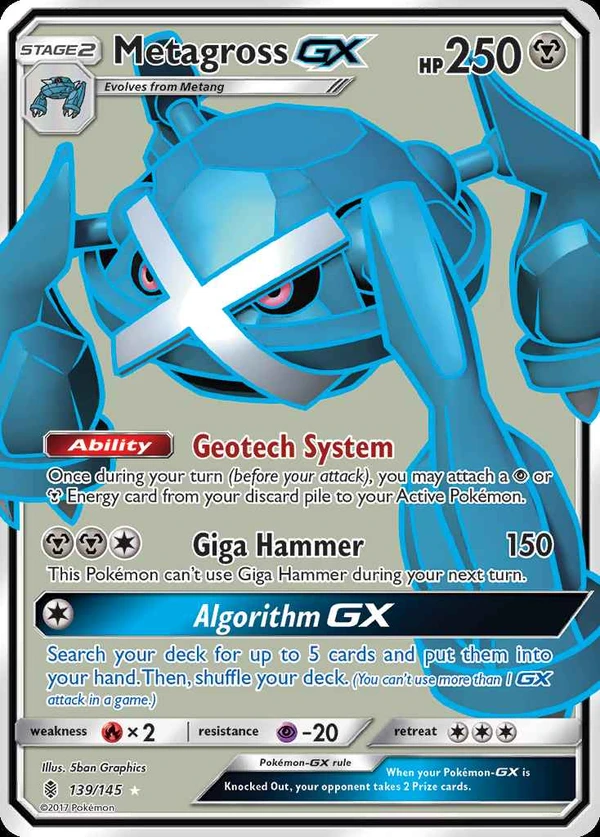 STAGE2 Metagross GX HP 250
Evolves from Metang
Ability Geotech System
Once during your turn (before your attack), you may attach a or
Energy card from your discard pile to your Active Pokémon.
Giga Hammer 150
This Pokémon can't use Giga Hammer during your next turn.
Algorithm GX
Search your deck for up to 5 cards and put them into
your hand. Then, shuffle your deck. (You can't use more than 1 GX
attack in a game.)
weakness ×2 resistance -20 retreat
Illus. 5ban Graphics
139/145
©2017 Pokémon
Pokémon-GX rule
When your Pokémon-GX is
Knocked Out, your opponent takes 2 Prize cards.